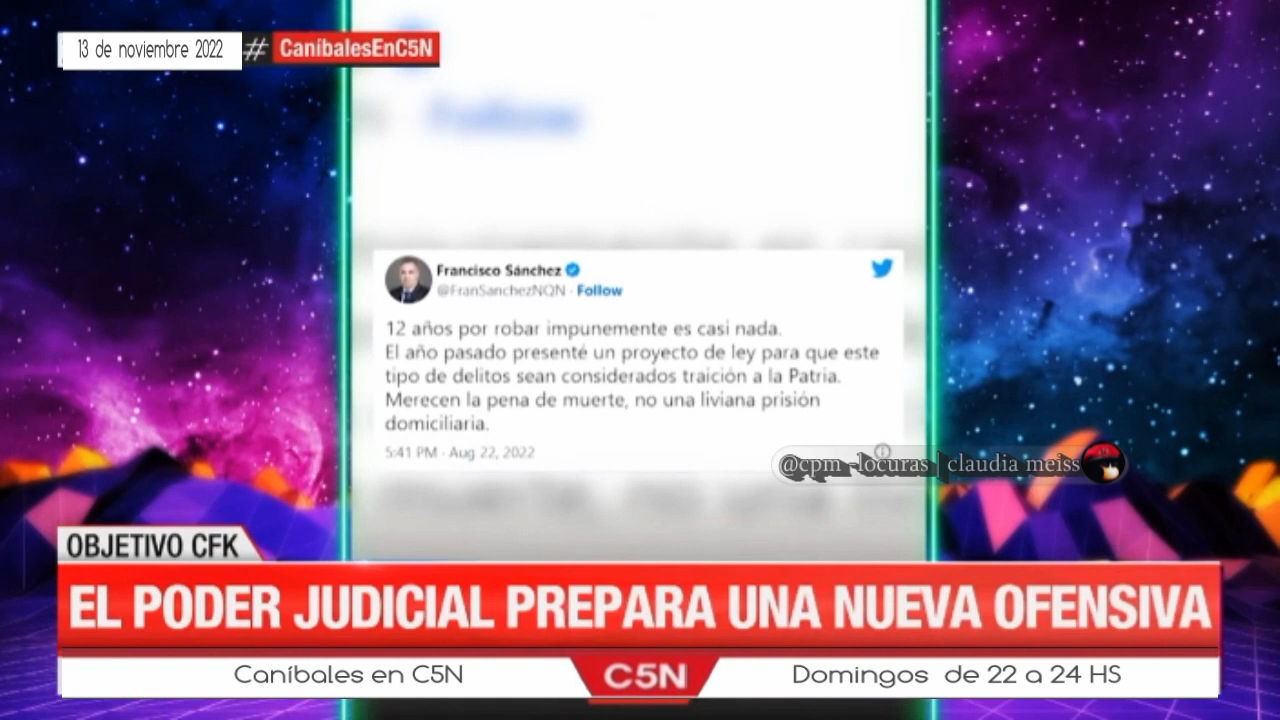 13 de noviembre 2022
# CaníbalesEnC5N
Follow
Francisco Sánchez
@FranSanchezNQN · Follow
12 años por robar impunemente es casi nada.
El año pasado presenté un proyecto de ley para que este
tipo de delitos sean considerados traición a la Patria.
Merecen la pena de muerte, no una liviana prisión
domiciliaria.
5:41 PM · Aug 22, 2022
@cpm_locuras | claudia meiss
OBJETIVO CFK
EL PODER JUDICIAL PREPARA UNA NUEVA OFENSIVA
Caníbales en C5N
C5N
Domingos de 22 a 24 HS